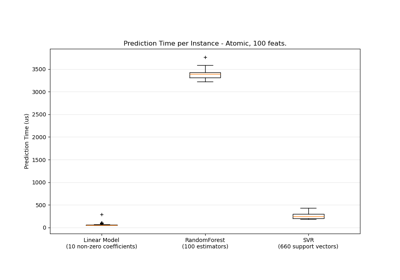 Prediction Time per Instance - Atomic, 100 feats.
Prediction Time (us)
3500
3000
2500
2000
1500
1000
500
0
Linear Model
(10 non-zero coefficients)
RandomForest
(100 estimators)
SVR
(660 support vectors)